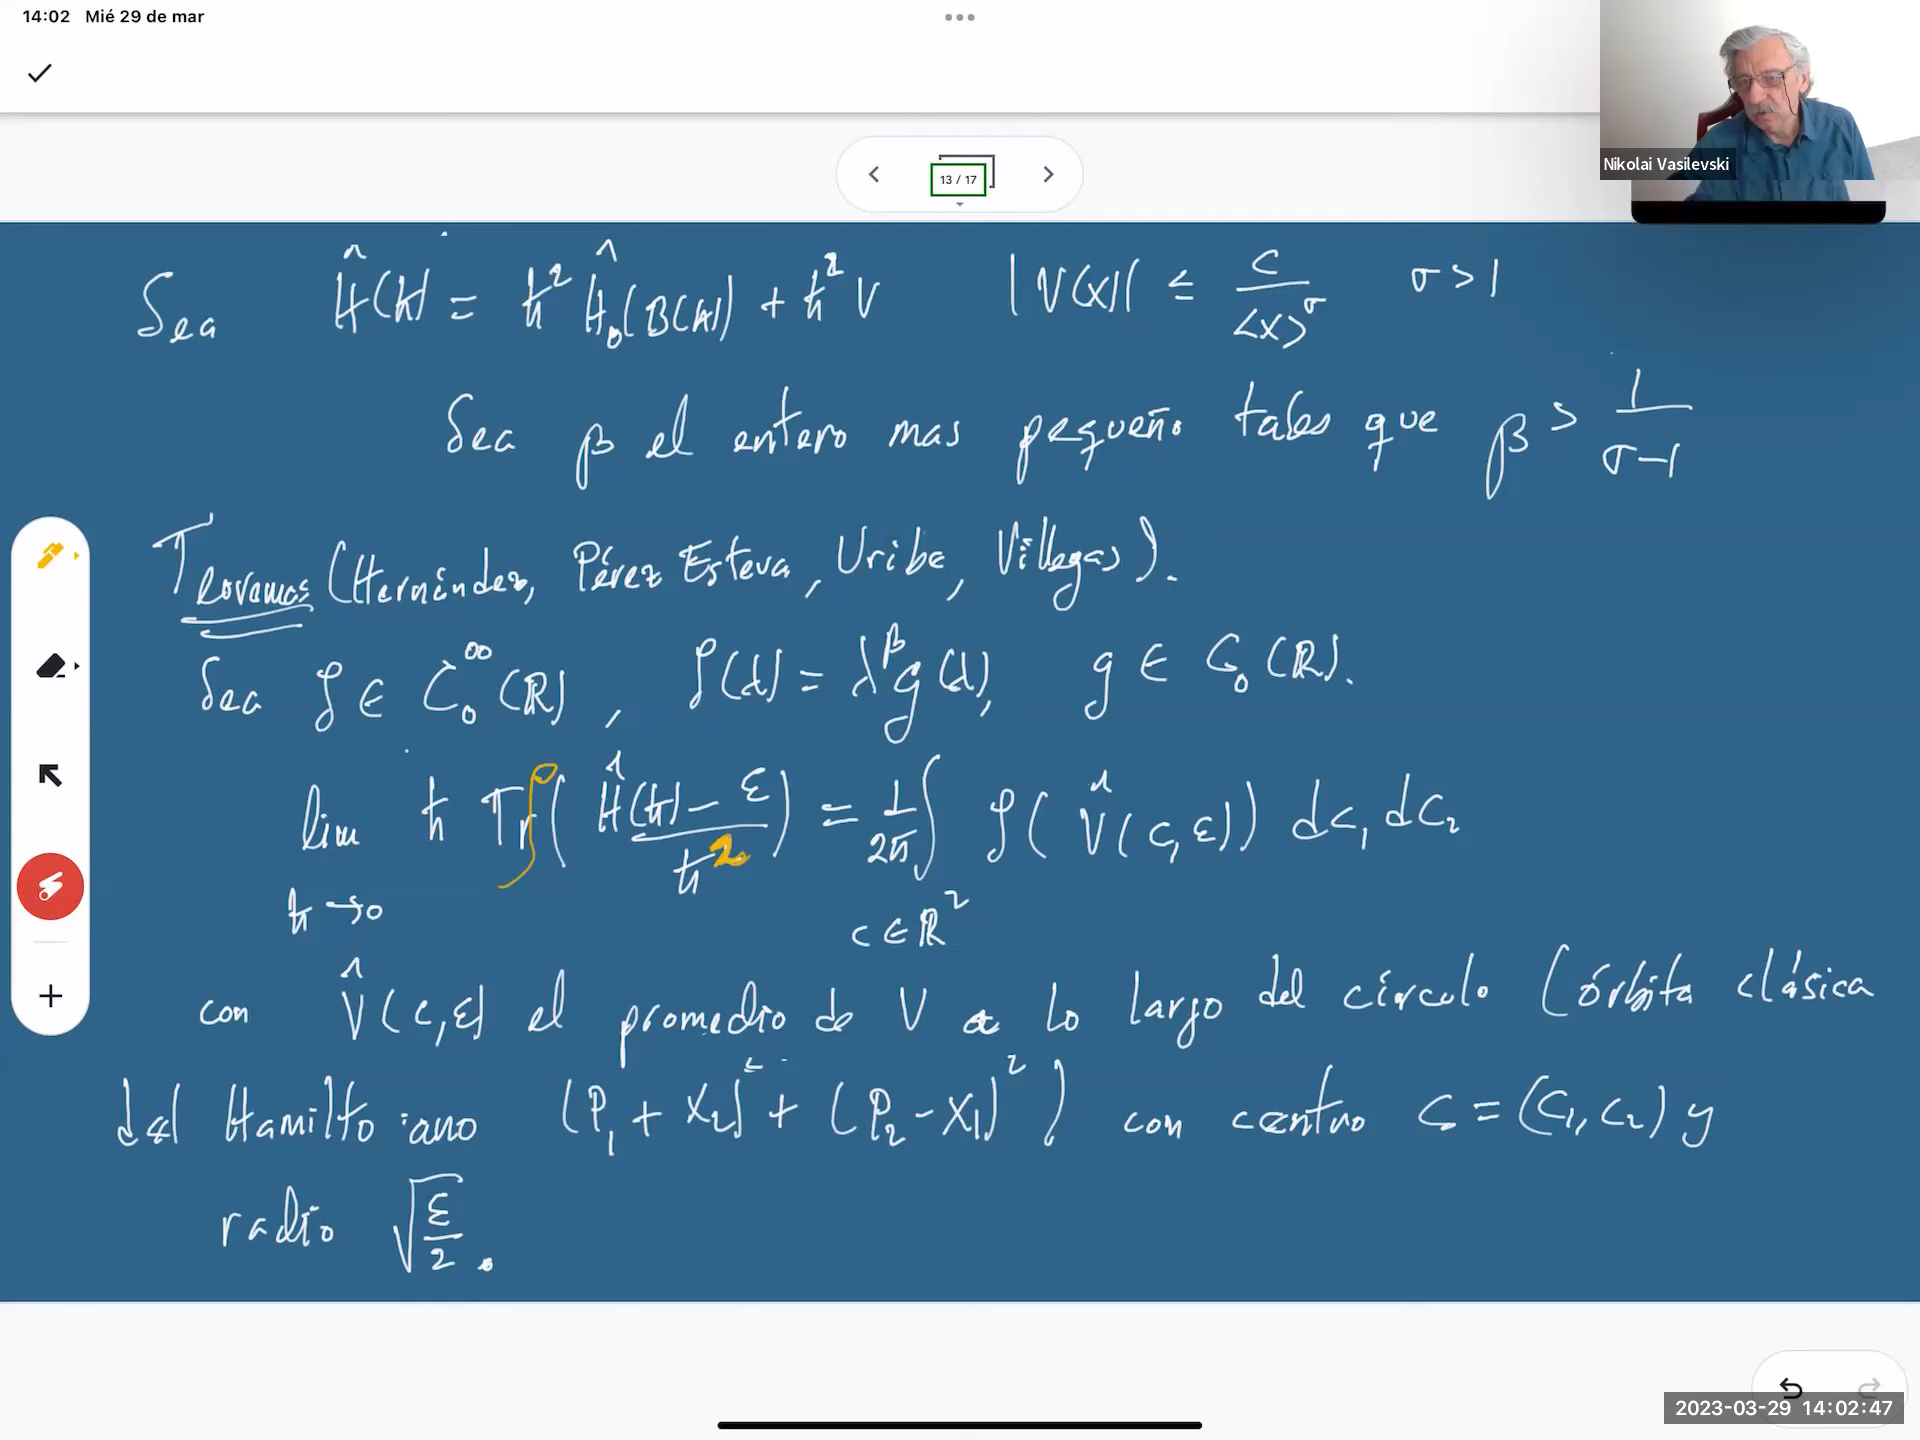 14:02 Mié 29 de mar
Nikolai Vasilevski
13 / 17
Sea Ĥ(ħ) = ħ² Ĥ₀(B(ħ)) + ħ² V |V(x)| ≤ C/<x>^σ σ > 1
Sea β el entero mas pequeño tales que β > 1/(σ-1)
Teoremas (Hernández, Pérez Esteva, Uribe, Villegas).
Sea ρ ∈ C₀^∞(ℝ), ρ(λ) = λ^β g(λ), g ∈ C₀(ℝ).
lim ħ→0 ħ Tr ρ( (Ĥ(ħ) - ε)/ħ² ) = 1/2π ∫ c∈ℝ² ρ( V̂(c,ε)) dc₁ dc₂
con V̂(c,ε) el promedio de V a lo largo del círculo (órbita clásica
del Hamiltoniano (P₁ + X₂)² + (P₂ - X₁)² ) con centro C = (C₁, C₂) y
radio √(ε/2).
2023-03-29 14:02:47